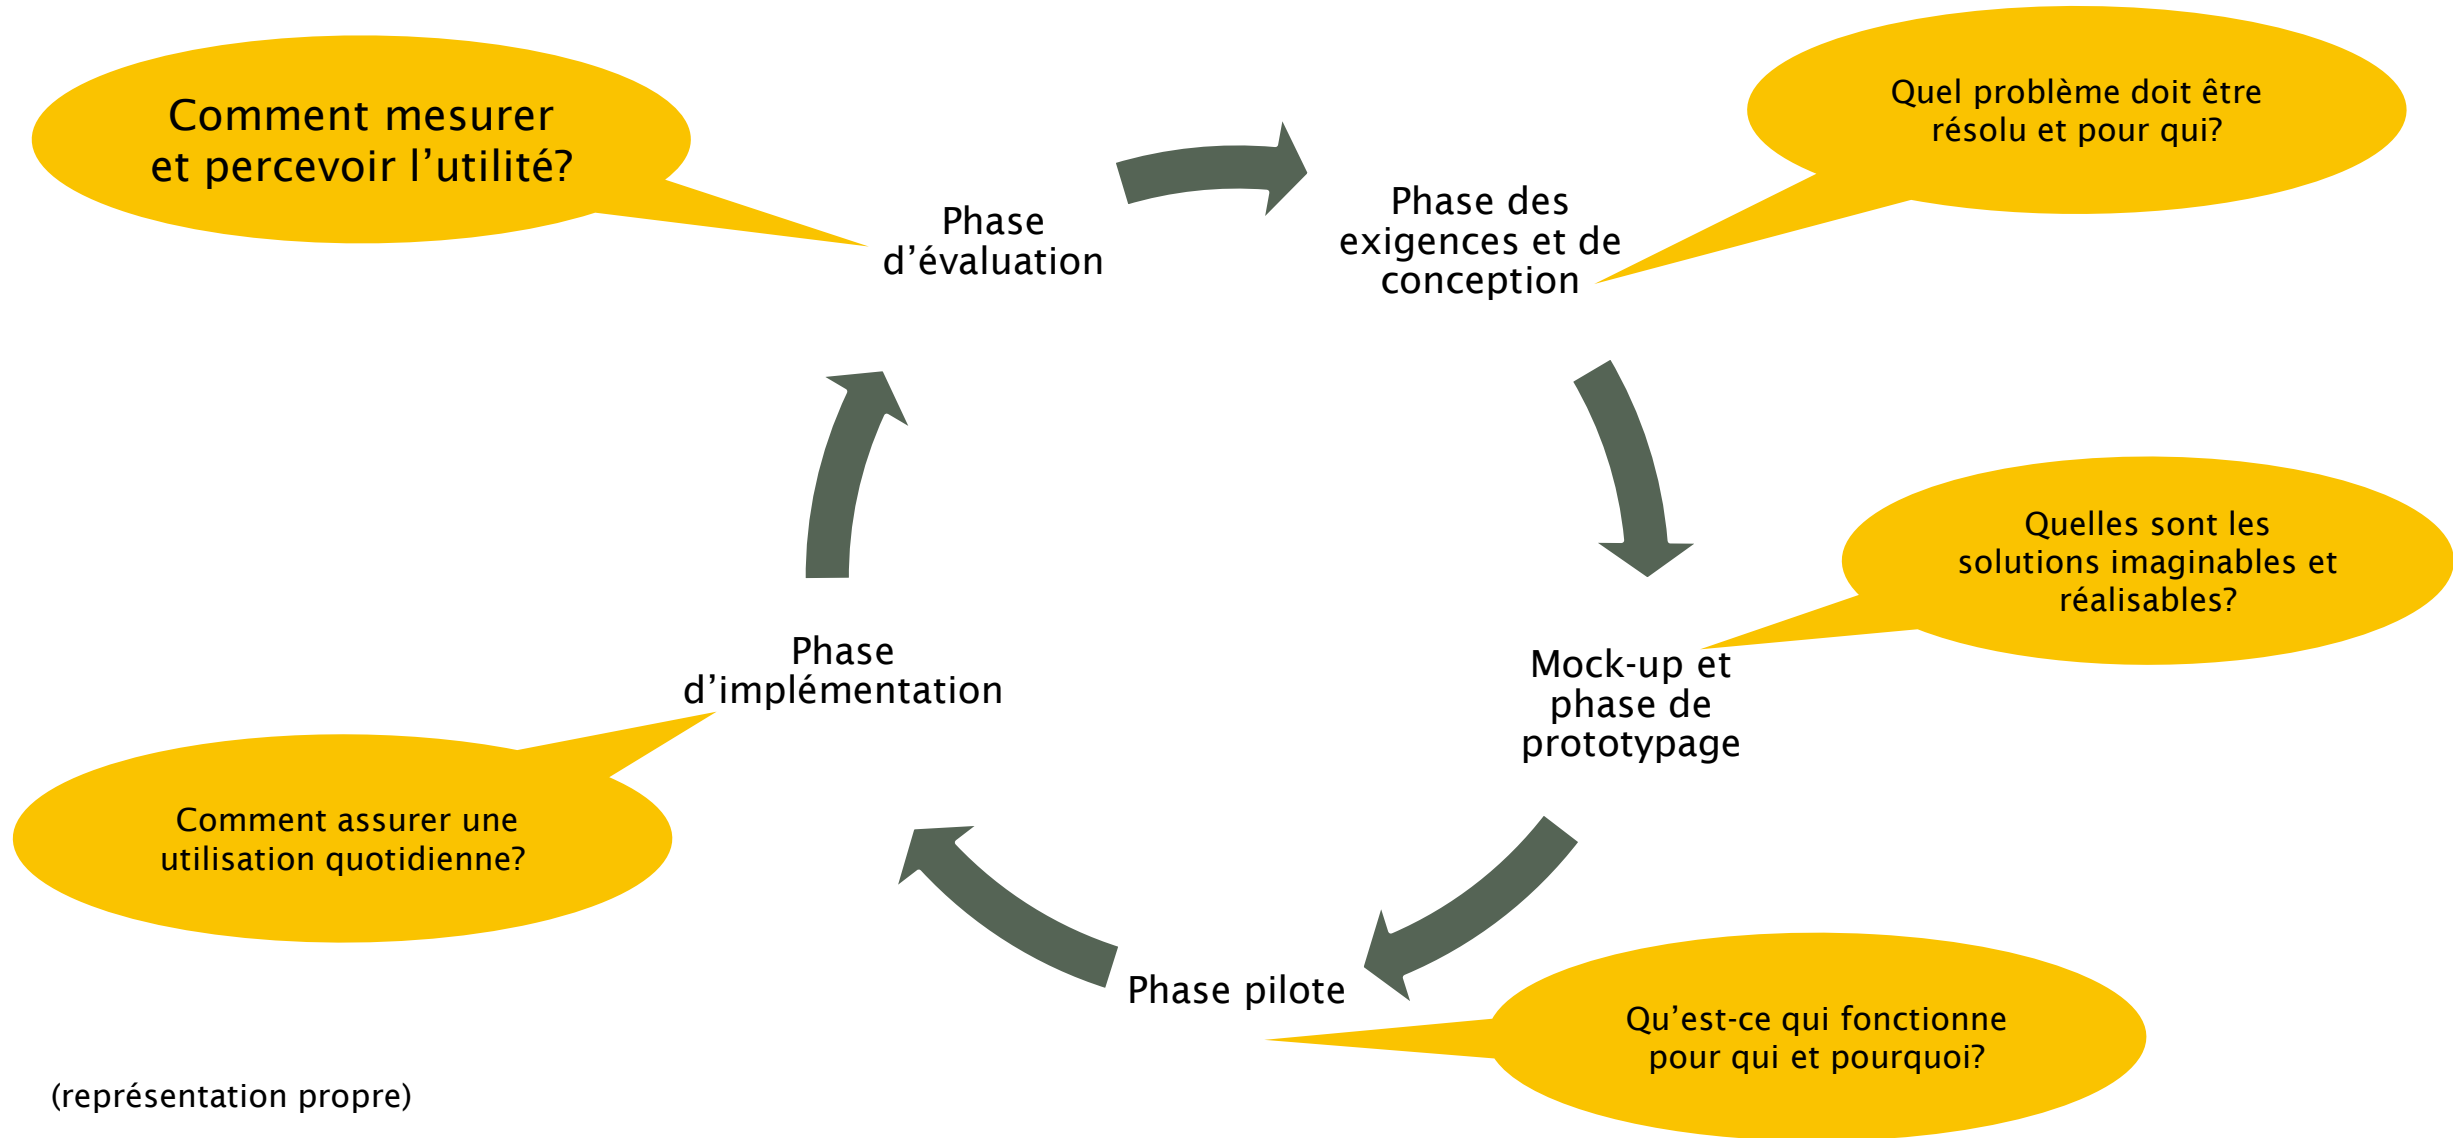 Comment mesurer
et percevoir l’utilité?
Quel problème doit être
résolu et pour qui?
Phase
d’évaluation
Phase des
exigences et de
conception
Quelles sont les
solutions imaginables et
réalisables?
Mock-up et
phase de
prototypage
Phase
d’implémentation
Comment assurer une
utilisation quotidienne?
Phase pilote
Qu’est-ce qui fonctionne
pour qui et pourquoi?
(représentation propre)